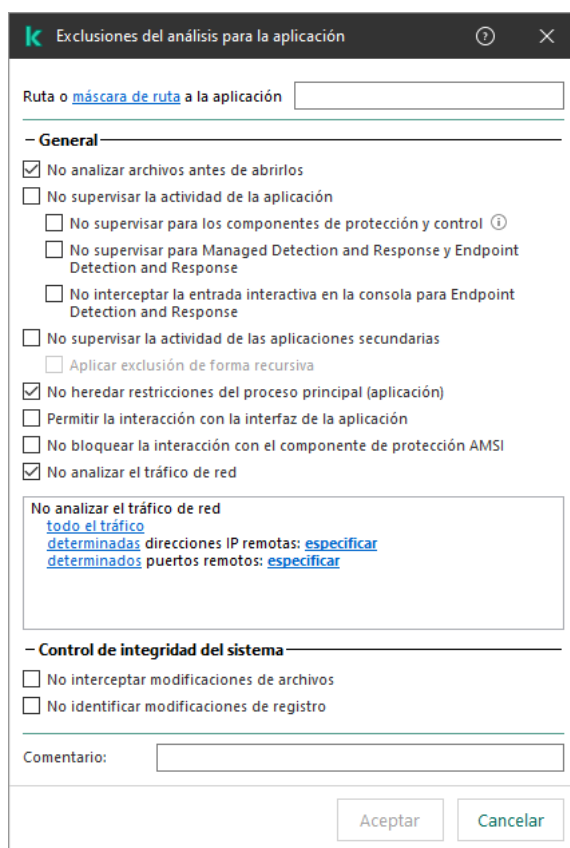 Exclusiones del análisis para la aplicación
Ruta o máscara de ruta a la aplicación
General
No analizar archivos antes de abrirlos
No supervisar la actividad de la aplicación
No supervisar para los componentes de protección y control
No supervisar para Managed Detection and Response y Endpoint
Detection and Response
No interceptar la entrada interactiva en la consola para Endpoint
Detection and Response
No supervisar la actividad de las aplicaciones secundarias
Aplicar exclusión de forma recursiva
No heredar restricciones del proceso principal (aplicación)
Permitir la interacción con la interfaz de la aplicación
No bloquear la interacción con el componente de protección AMSI
No analizar el tráfico de red
No analizar el tráfico de red
todo el tráfico
determinadas direcciones IP remotas: especificar
determinados puertos remotos: especificar
Control de integridad del sistema
No interceptar modificaciones de archivos
No identificar modificaciones de registro
Comentario:
Aceptar
Cancelar